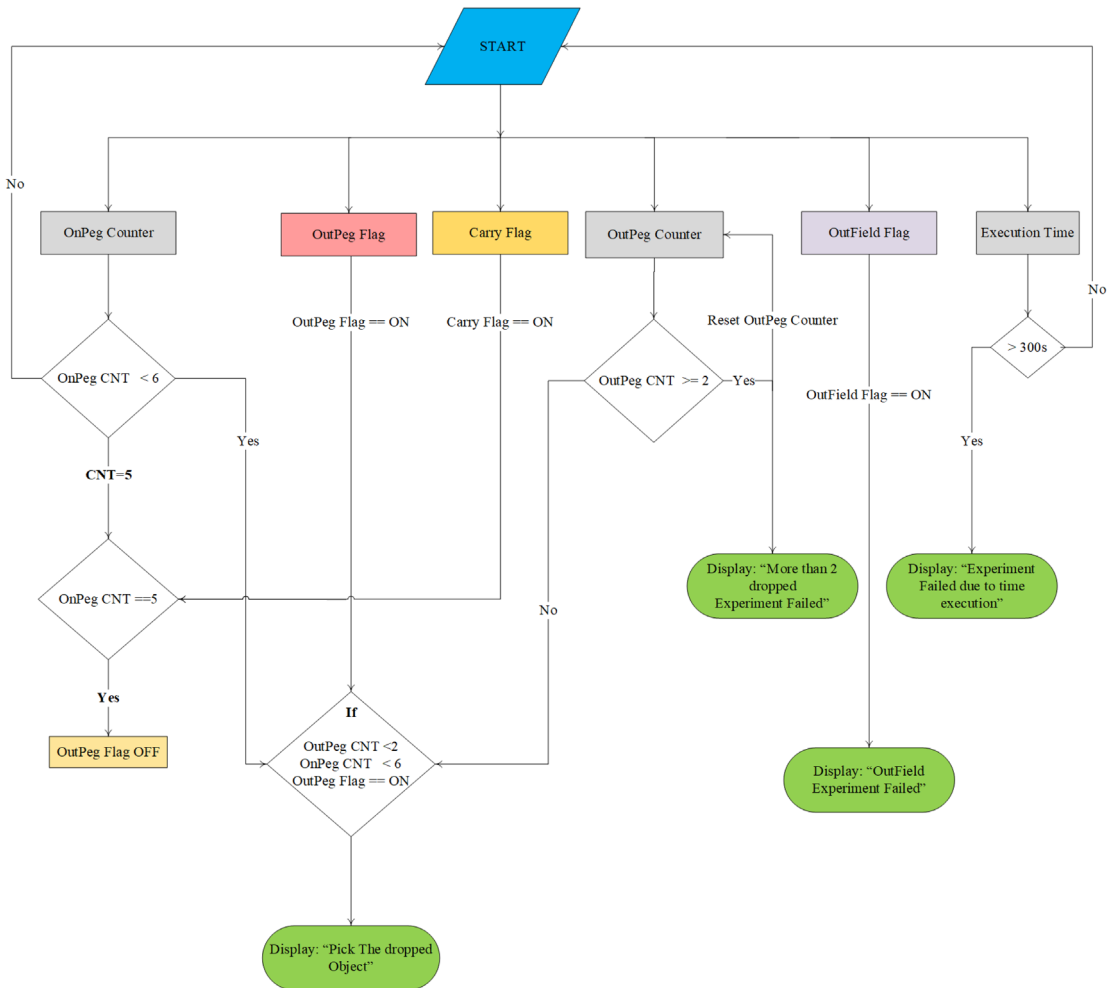 START
No
OnPeg Counter
OutPeg Flag
Carry Flag
OutPeg Counter
OutField Flag
Execution Time
No
OutPeg Flag == ON
Carry Flag == ON
Reset OutPeg Counter
> 300s
OnPeg CNT < 6
OutPeg CNT >= 2
Yes
OutField Flag == ON
Yes
Yes
CNT=5
Display: “More than 2
dropped
Experiment Failed”
Display: “Experiment
Failed due to time
execution”
OnPeg CNT ==5
No
Yes
If
OutPeg CNT <2
OnPeg CNT < 6
OutPeg Flag == ON
OutPeg Flag OFF
Display: “OutField
Experiment Failed”
Display: “Pick The dropped
Object”